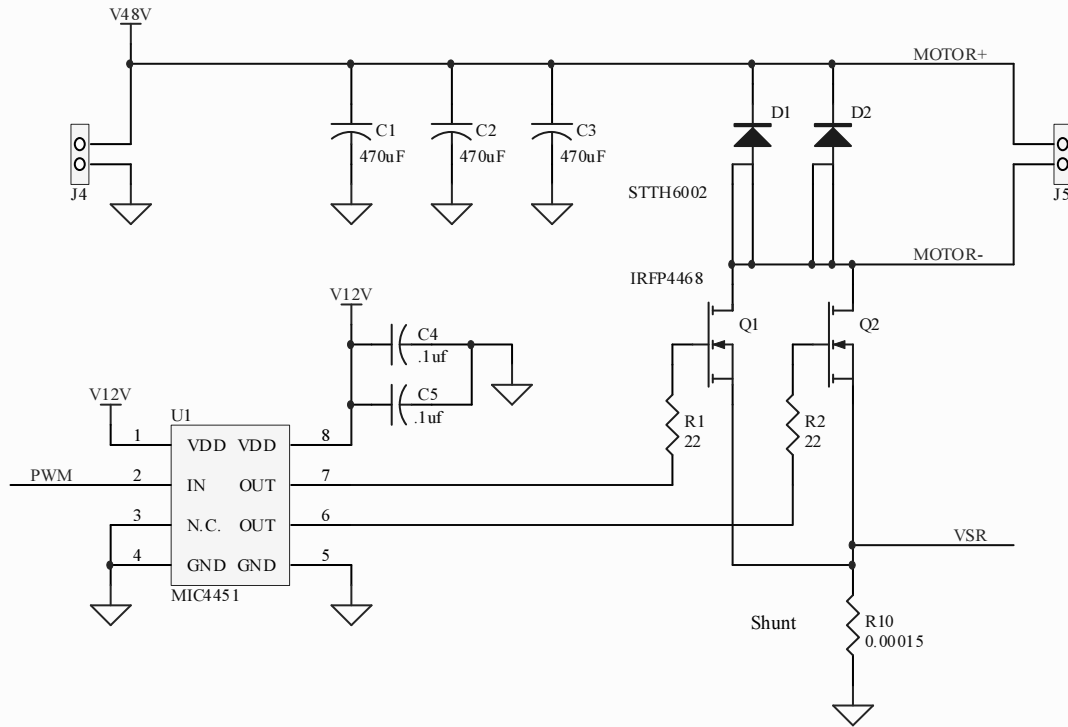 V48V
MOTOR+
D1
D2
C1
C2
C3
470uF
470uF
470uF
J4
J5
STTH6002
MOTOR-
IRFP4468
V12V
Q1
Q2
C4
.1uf
V12V
C5
.1uf
U1
R1
22
R2
22
1
VDD
VDD
8
PWM
2
IN
OUT
7
3
N.C.
OUT
6
4
GND
GND
5
VSR
MIC4451
Shunt
R10
0.00015